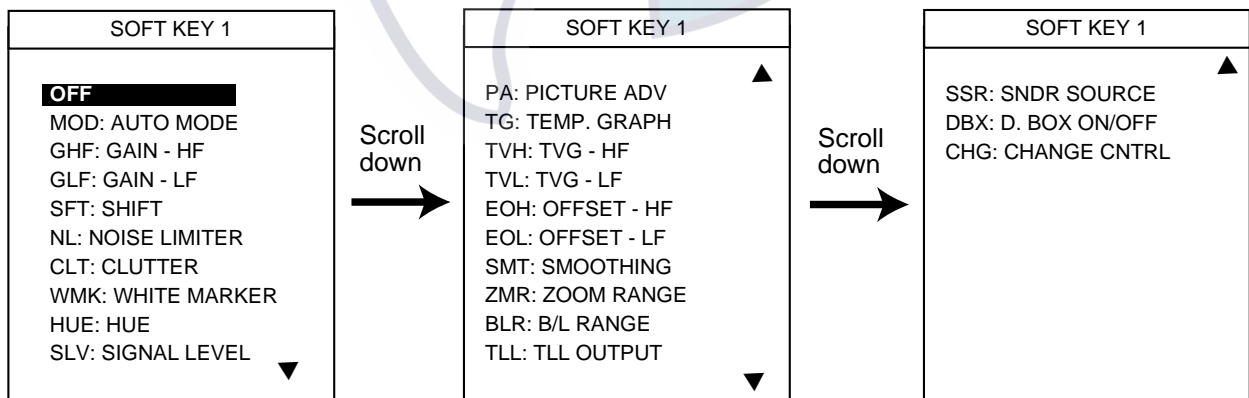 SOFT KEY 1
OFF
MOD: AUTO MODE
GHF: GAIN - HF
GLF: GAIN - LF
SFT: SHIFT
NL: NOISE LIMITER
CLT: CLUTTER
WMK: WHITE MARKER
HUE: HUE
SLV: SIGNAL LEVEL
Scroll
down
SOFT KEY 1
PA: PICTURE ADV
TG: TEMP. GRAPH
TVH: TVG - HF
TVL: TVG - LF
EOH: OFFSET - HF
EOL: OFFSET - LF
SMT: SMOOTHING
ZMR: ZOOM RANGE
BLR: B/L RANGE
TLL: TLL OUTPUT
Scroll
down
SOFT KEY 1
SSR: SNDR SOURCE
DBX: D. BOX ON/OFF
CHG: CHANGE CNTRL